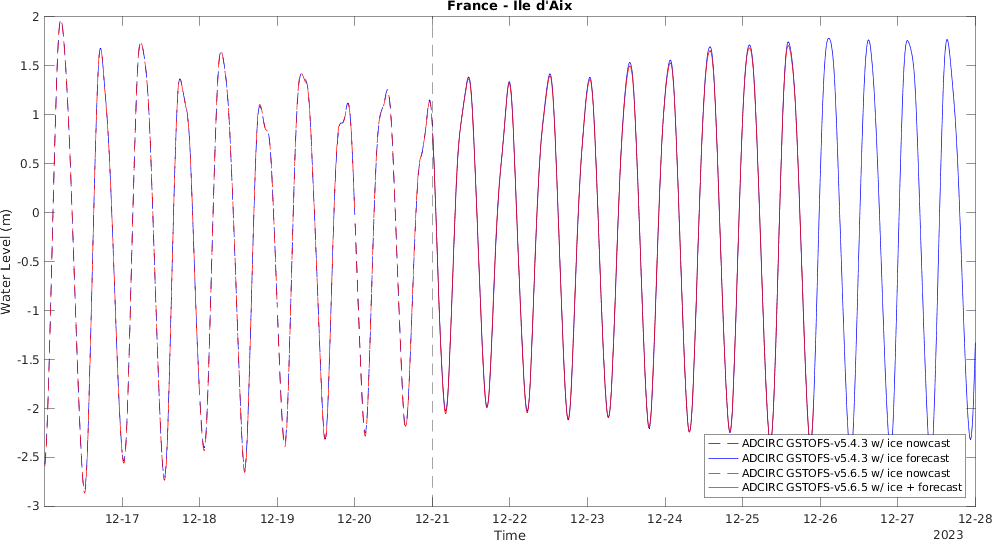 France - Ile d'Aix
Water Level (m)
2
1.5
1
0.5
0
-0.5
-1
-1.5
-2
-2.5
-3
ADCIRC GSTOFS-v5.4.3 w/ ice nowcast
ADCIRC GSTOFS-v5.4.3 w/ ice forecast
ADCIRC GSTOFS-v5.6.5 w/ ice nowcast
ADCIRC GSTOFS-v5.6.5 w/ ice + forecast
12-17 12-18 12-19 12-20 12-21 12-22 12-23 12-24 12-25 12-26 12-27 12-28
Time
2023